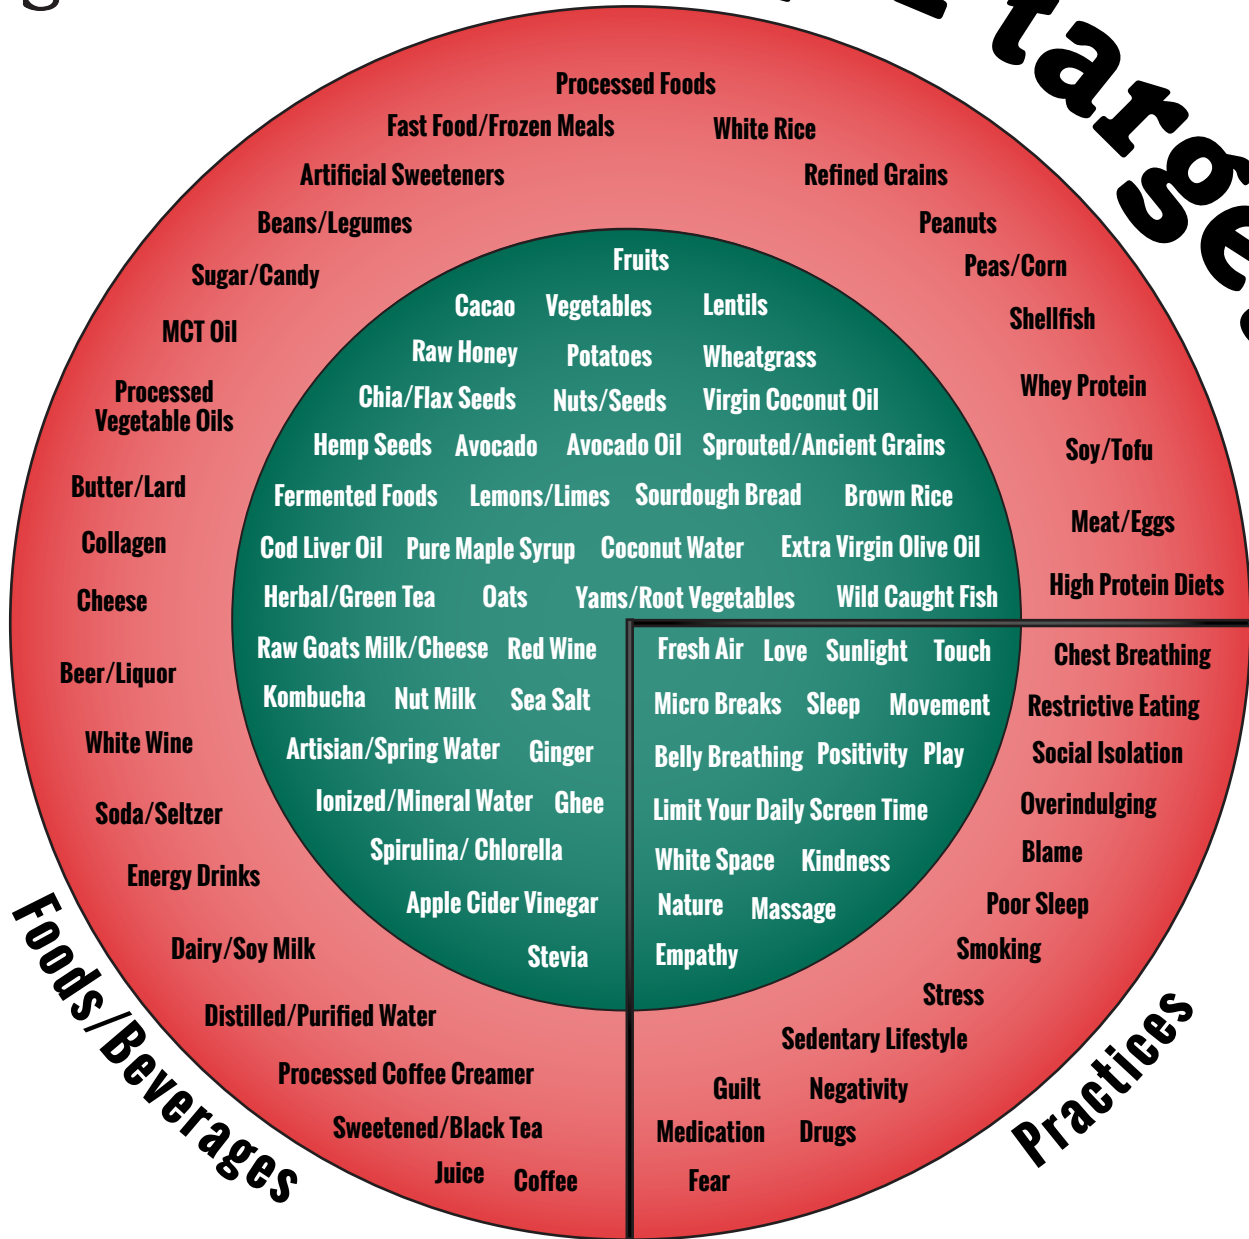 target
Processed Foods
Fast Food/Frozen Meals
White Rice
Artificial Sweeteners
Refined Grains
Beans/Legumes
Peanuts
Sugar/Candy
Peas/Corn
MCT Oil
Shellfish
Processed
Vegetable Oils
Whey Protein
Soy/Tofu
Butter/Lard
Meat/Eggs
Collagen
High Protein Diets
Cheese
Beer/Liquor
White Wine
Soda/Seltzer
Energy Drinks
Dairy/Soy Milk
Distilled/Purified Water
Processed Coffee Creamer
Sweetened/Black Tea
Juice Coffee
Fruits
Cacao Vegetables Lentils
Raw Honey Potatoes Wheatgrass
Chia/Flax Seeds Nuts/Seeds Virgin Coconut Oil
Hemp Seeds Avocado Avocado Oil Sprouted/Ancient Grains
Fermented Foods Lemons/Limes Sourdough Bread Brown Rice
Cod Liver Oil Pure Maple Syrup Coconut Water Extra Virgin Olive Oil
Herbal/Green Tea Oats Yams/Root Vegetables Wild Caught Fish
Raw Goats Milk/Cheese Red Wine
Kombucha Nut Milk Sea Salt
Artisian/Spring Water Ginger
Ionized/Mineral Water Ghee
Spirulina/ Chlorella
Apple Cider Vinegar
Stevia
Fresh Air Love Sunlight Touch
Micro Breaks Sleep Movement
Belly Breathing Positivity Play
Limit Your Daily Screen Time
White Space Kindness
Nature Massage
Empathy
Chest Breathing
Restrictive Eating
Social Isolation
Overindulging
Blame
Poor Sleep
Smoking
Stress
Sedentary Lifestyle
Guilt Negativity
Medication Drugs
Fear
Foods/Beverages
Practices